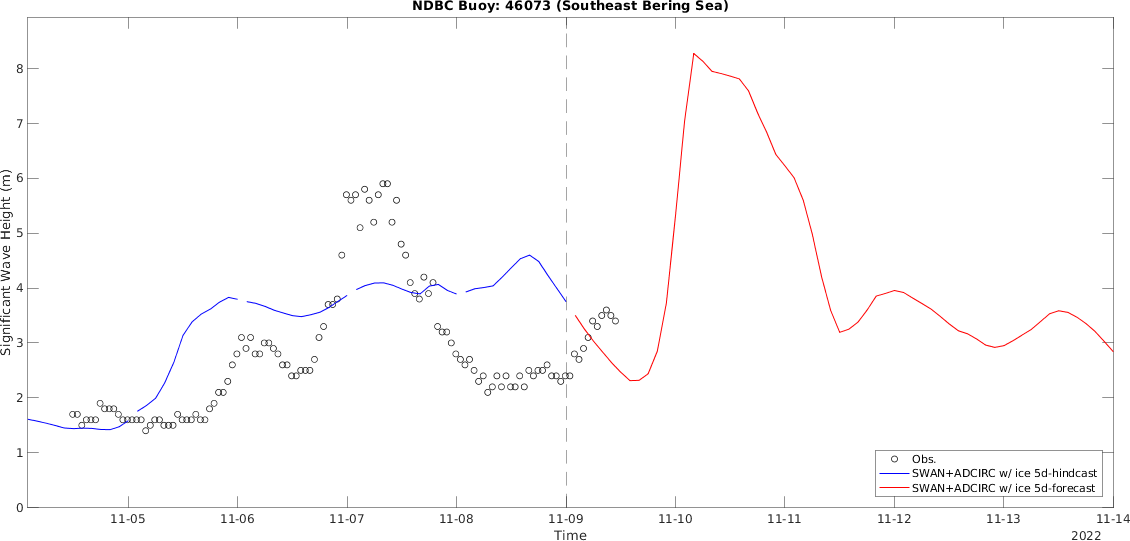 NDBC Buoy: 46073 (Southeast Bering Sea)
Significant Wave Height (m)
8
7
6
5
4
3
2
1
0
Obs.
SWAN+ADCIRC w/ ice 5d-hindcast
SWAN+ADCIRC w/ ice 5d-forecast
11-05 11-06 11-07 11-08 11-09 11-10 11-11 11-12 11-13 11-14
Time
2022